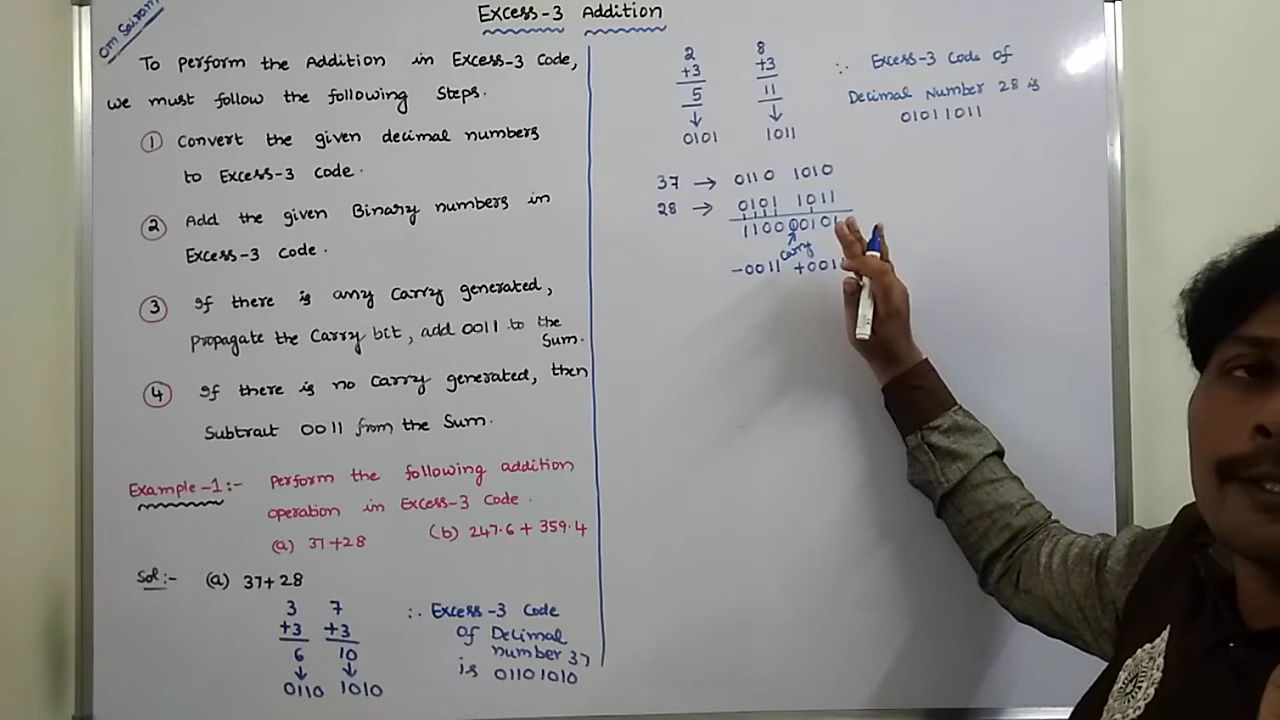 Om Sairam
Excess-3 Addition
To perform the Addition in Excess-3 Code,
we must follow the following Steps.
① Convert the given decimal numbers
to Excess-3 Code.
② Add the given Binary numbers in
Excess-3 Code.
③ If there is any Carry generated,
propagate the Carry bit, add 0011 to the
Sum.
④ If there is no Carry generated, then
Subtract 0011 from the Sum.
Example-1:- Perform the following addition
operation in Excess-3 Code.
(a) 37+28 (b) 247.6 + 359.4
Sol:- (a) 37+28
3 7
+3 +3
6 10
↓ ↓
0110 1010
∴ Excess-3 Code
of Decimal
number 37
is 01101010
2 8
+3 +3
5 11
↓ ↓
0101 1011
∴ Excess-3 Code of
Decimal Number 28 is
01011011
37 → 0110 1010
28 → 0101 1011
1100 0101
carry
-0011 +001